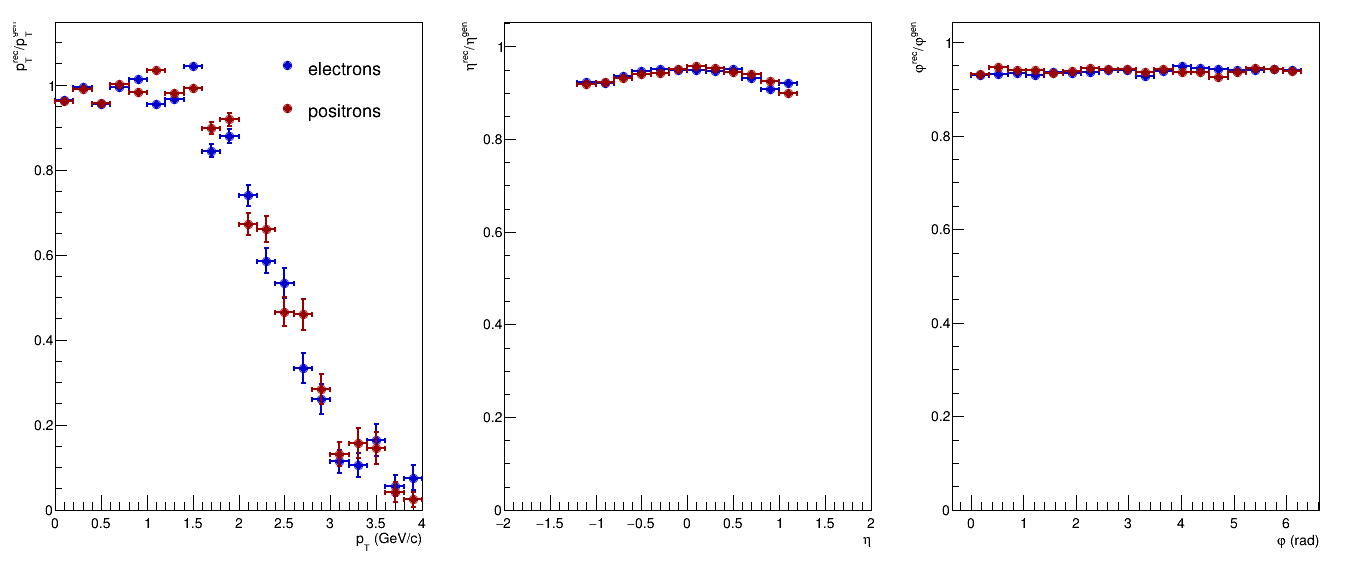 p_T^rec/p_T^gen
1
0.8
0.6
0.4
0.2
0
0 0.5 1 1.5 2 2.5 3 3.5 4
p_T (GeV/c)
electrons
positrons
η^rec/η^gen
1
0.8
0.6
0.4
0.2
0
−2 −1.5 −1 −0.5 0 0.5 1 1.5 2
η
φ^rec/φ^gen
1
0.8
0.6
0.4
0.2
0
0 1 2 3 4 5 6
φ (rad)